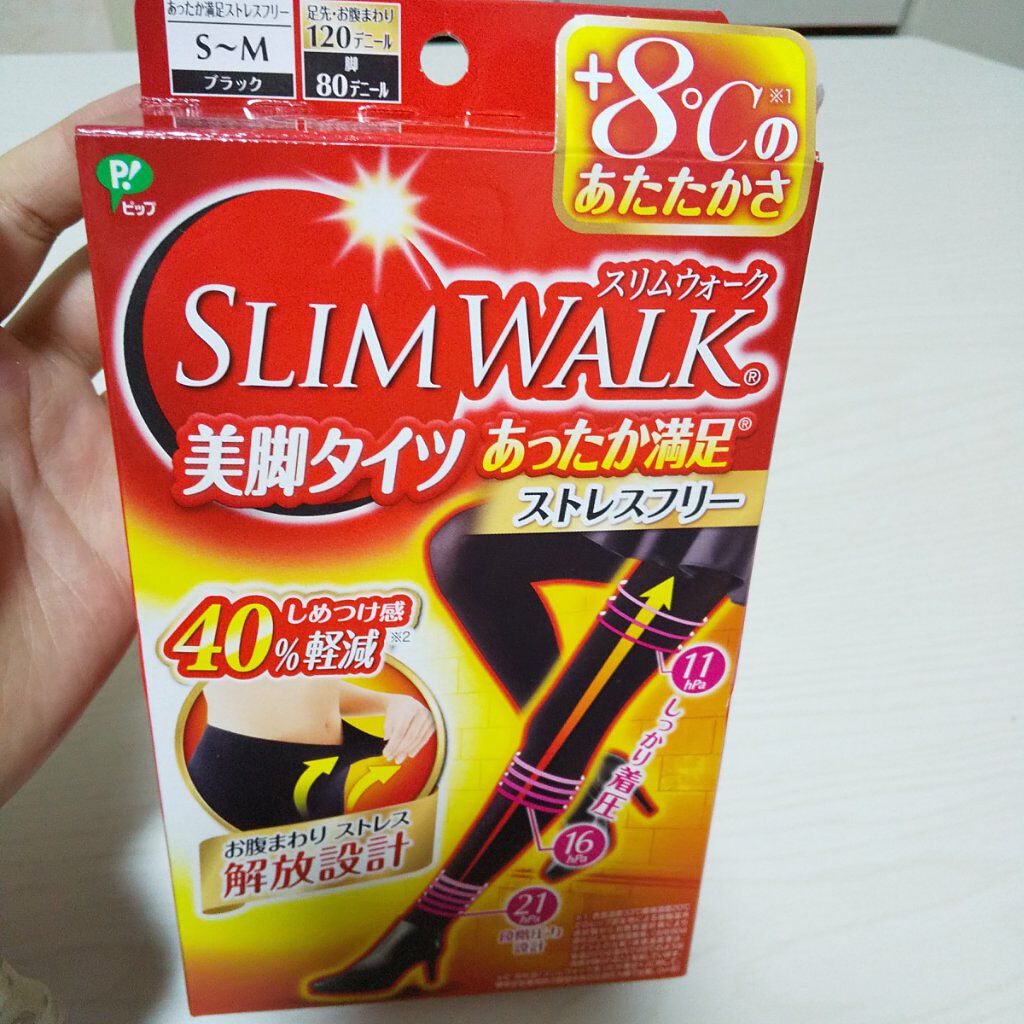 あったか満足ストレスフリー
S〜M
ブラック
足先・お腹まわり
120デニール
脚
80デニール
+8℃の※1
あたたかさ
P!
ピップ
スリムウォーク
SLIM WALK®
美脚タイツ
あったか満足®
ストレスフリー
しめつけ感
40%軽減※2
お腹まわり ストレス
解放設計
11
hPa
しっかり着圧
16
hPa
21
hPa
段階圧力
設計